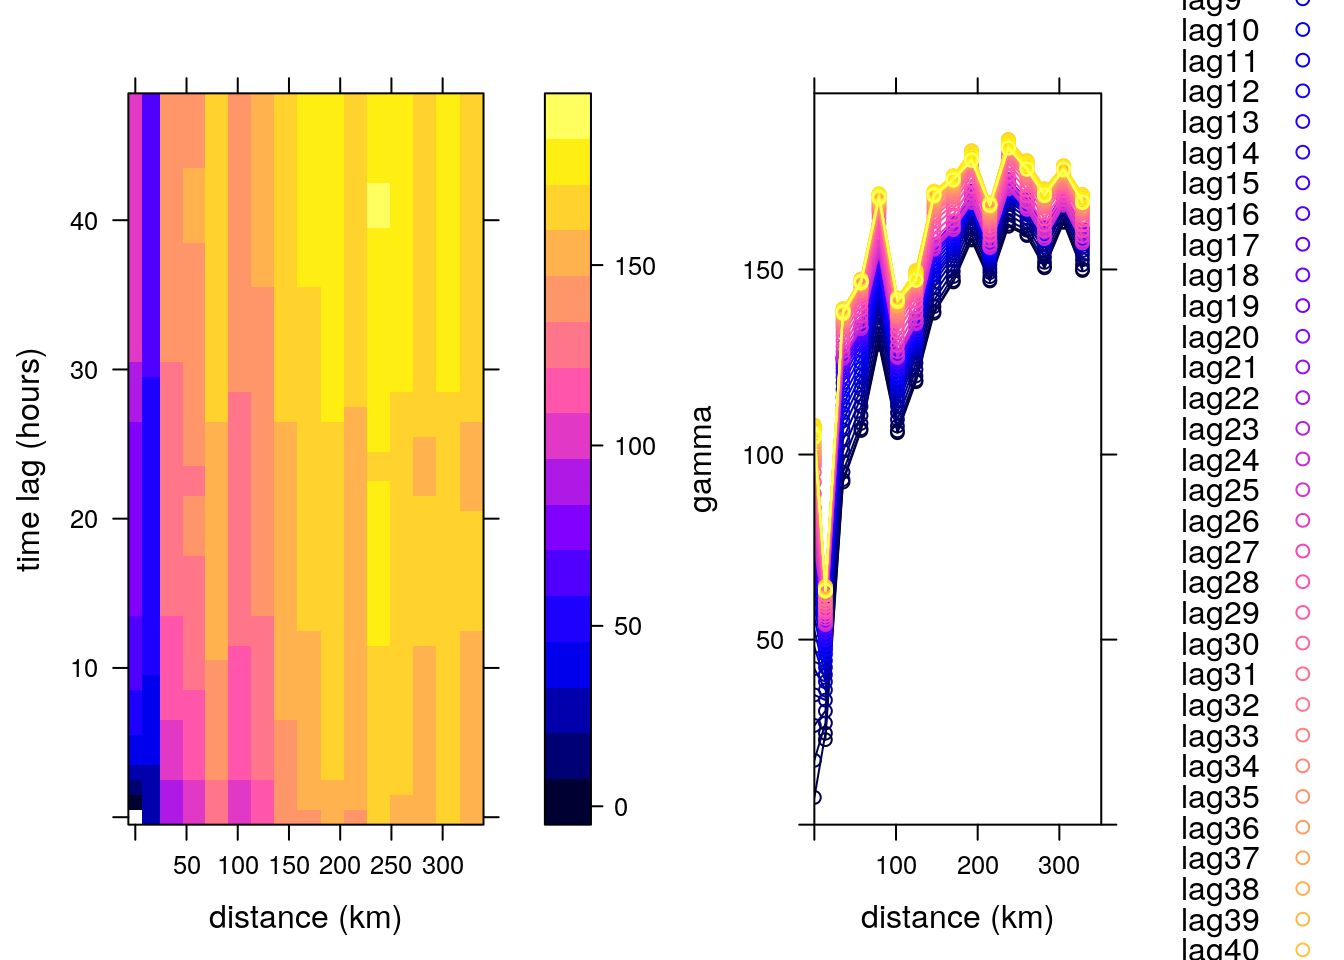 time lag (hours)
40
30
20
10
50 100 150 200 250 300
distance (km)
150
100
50
0
gamma
150
100
50
100 200 300
distance (km)
lag9
lag10
lag11
lag12
lag13
lag14
lag15
lag16
lag17
lag18
lag19
lag20
lag21
lag22
lag23
lag24
lag25
lag26
lag27
lag28
lag29
lag30
lag31
lag32
lag33
lag34
lag35
lag36
lag37
lag38
lag39
lag40